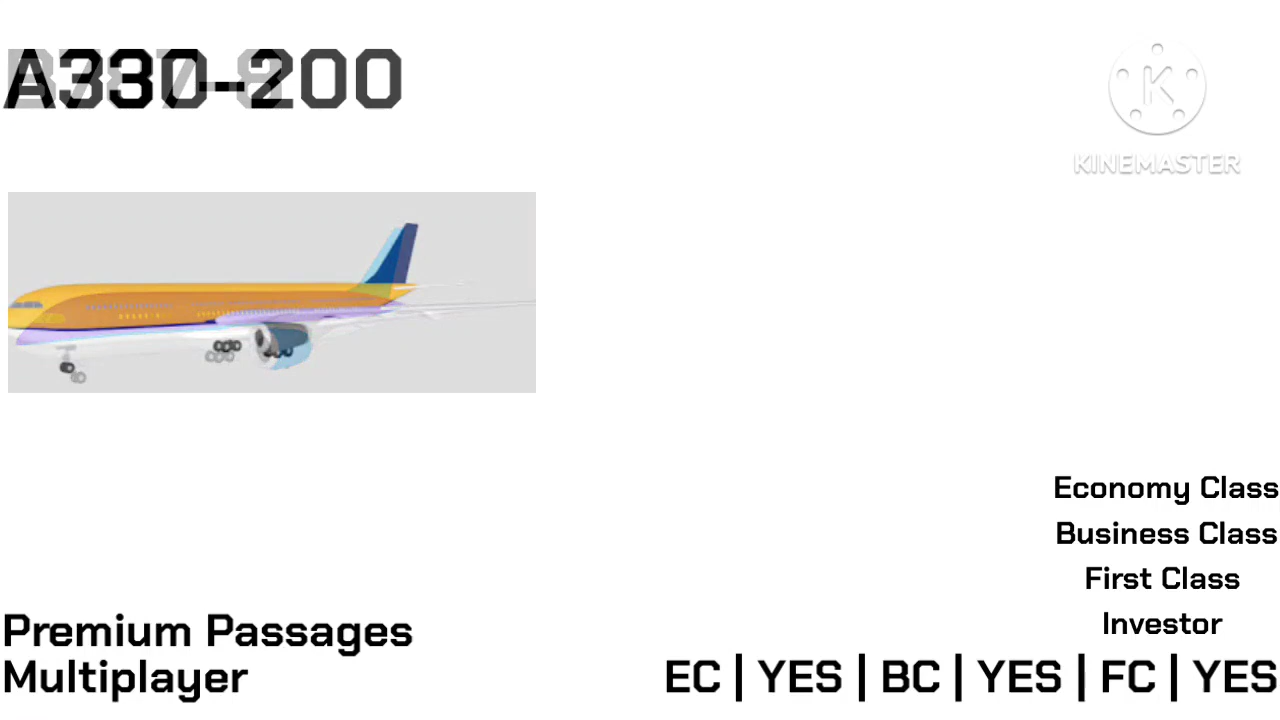 A330-200
KINEMASTER
Economy Class
Business Class
First Class
Investor
Premium Passages
Multiplayer
EC | YES | BC | YES | FC | YES